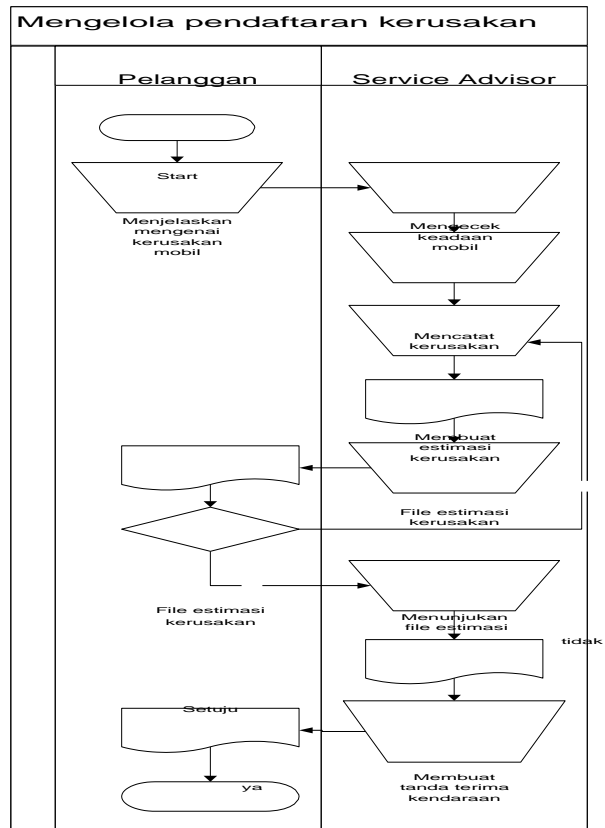 Mengelola pendaftaran kerusakan
Pelanggan
Service Advisor
Start
Menjelaskan
mengenai
kerusakan
mobil
Mengecek
keadaan
mobil
Mencatat
kerusakan
Membuat
estimasi
kerusakan
File estimasi
kerusakan
File estimasi
kerusakan
Menunjukan
file estimasi
tidak
Setuju
ya
Membuat
tanda terima
kendaraan